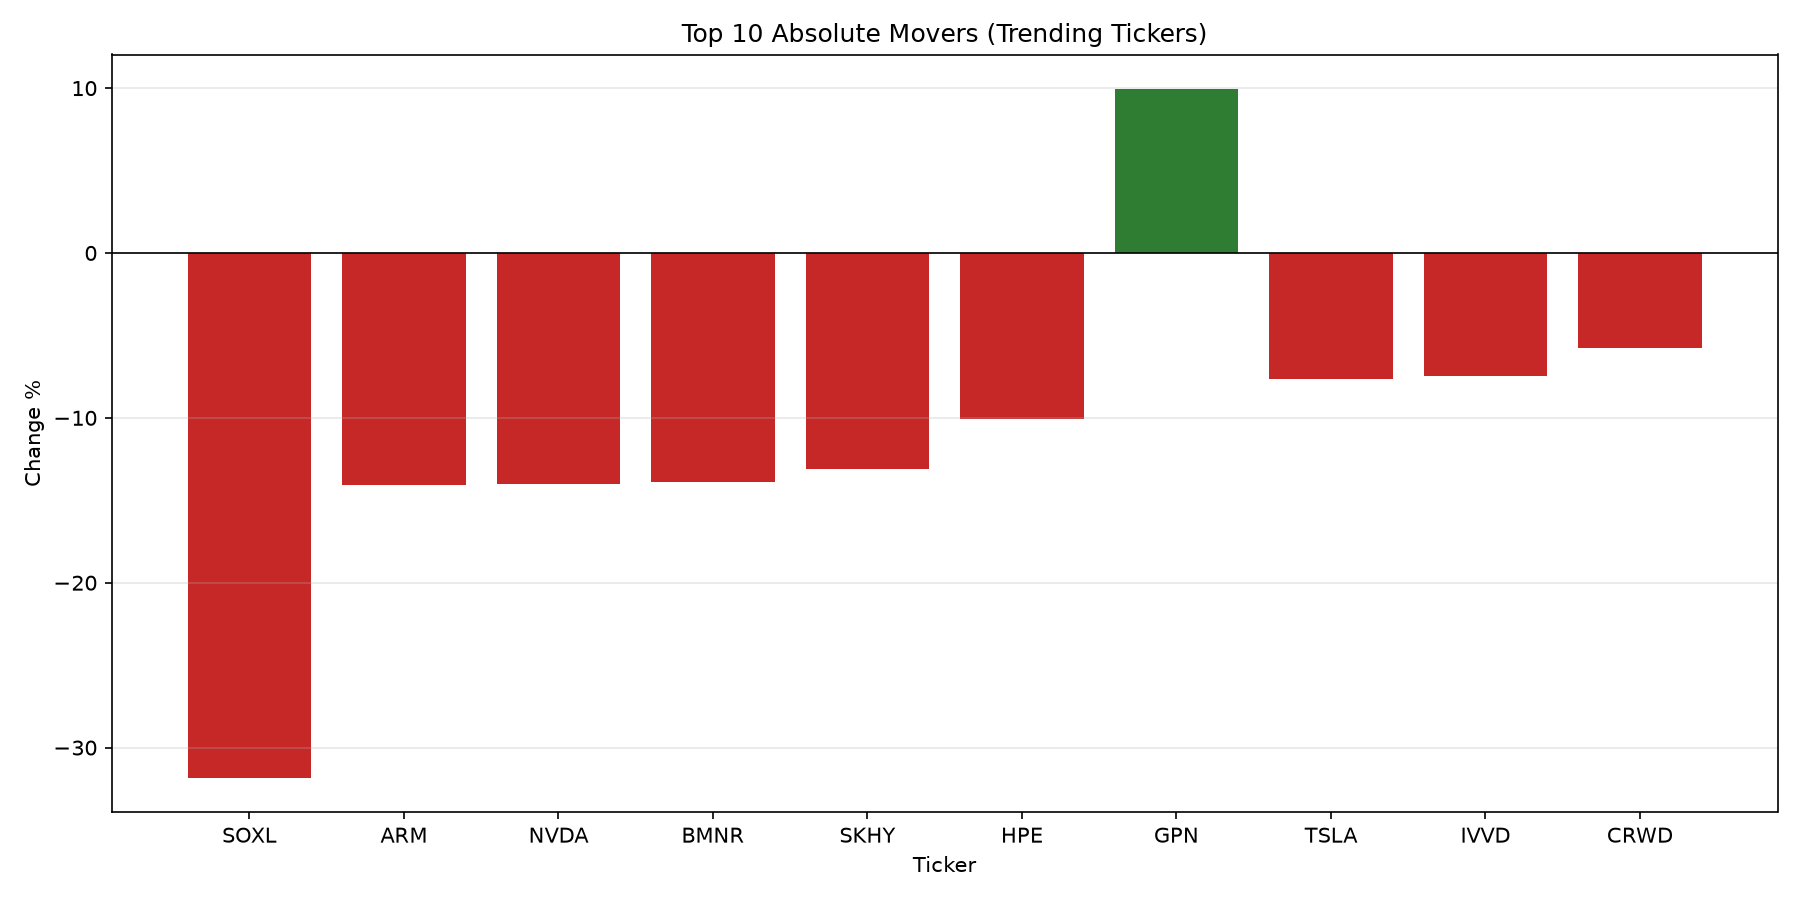 Top 10 Absolute Movers (Trending Tickers)
Change %
10
0
−10
−20
−30
SOXL ARM NVDA BMNR SKHY HPE GPN TSLA IVVD CRWD
Ticker